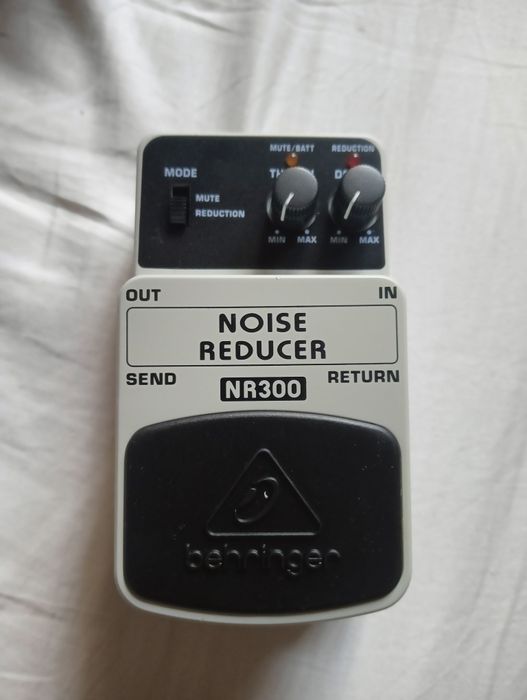 MUTE/BATT REDUCTION
MODE
MUTE
REDUCTION
MIN MAX MIN MAX
OUT IN
NOISE
REDUCER
SEND RETURN
NR300
behringer